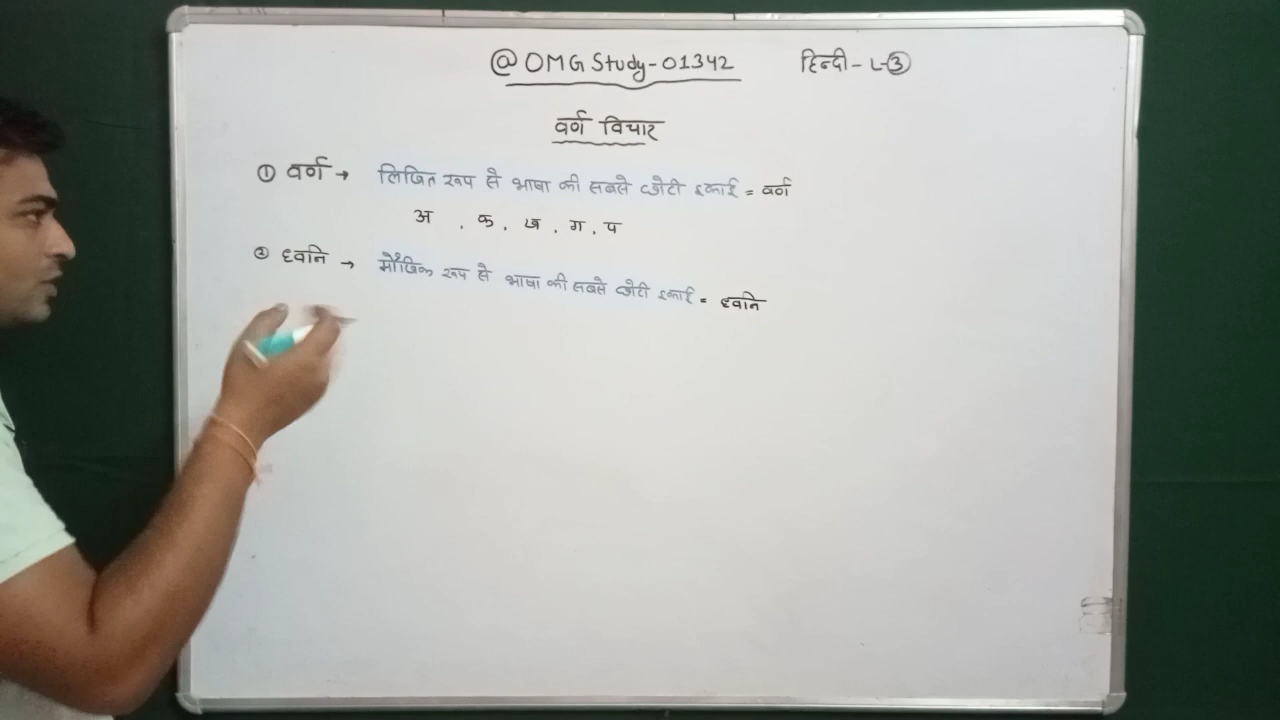 @OMG Study-01342 हिन्दी - L-③
वर्ण विचार
① वर्ण → लिखित रूप से भाषा की सबसे छोटी इकाई = वर्ण
अ , क , ख , ग , प
② ध्वनि → मौखिक रूप से भाषा की सबसे छोटी इकाई = ध्वनि